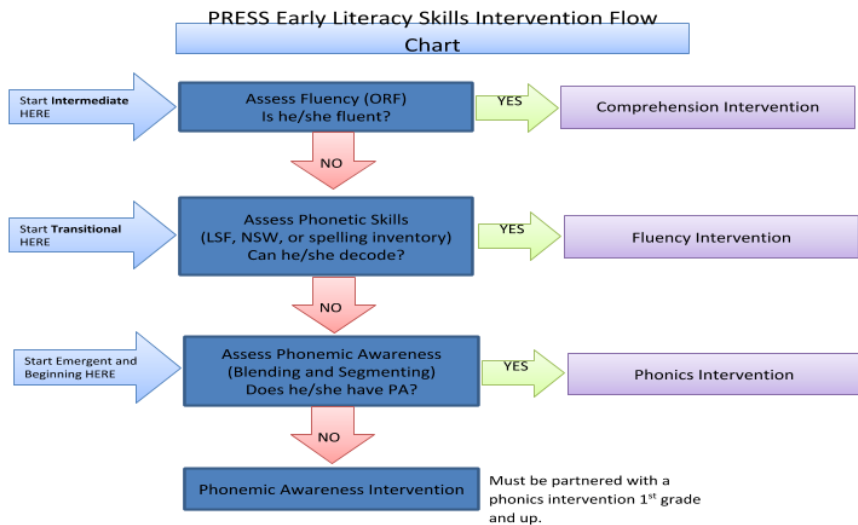 PRESS Early Literacy Skills Intervention Flow
Chart
Start Intermediate
HERE
Assess Fluency (ORF)
Is he/she fluent?
YES
Comprehension Intervention
NO
Start Transitional
HERE
Assess Phonetic Skills
(LSF, NSW, or spelling inventory)
Can he/she decode?
YES
Fluency Intervention
NO
Start Emergent and
Beginning HERE
Assess Phonemic Awareness
(Blending and Segmenting)
Does he/she have PA?
YES
Phonics Intervention
NO
Phonemic Awareness Intervention
Must be partnered with a
phonics intervention 1st grade
and up.